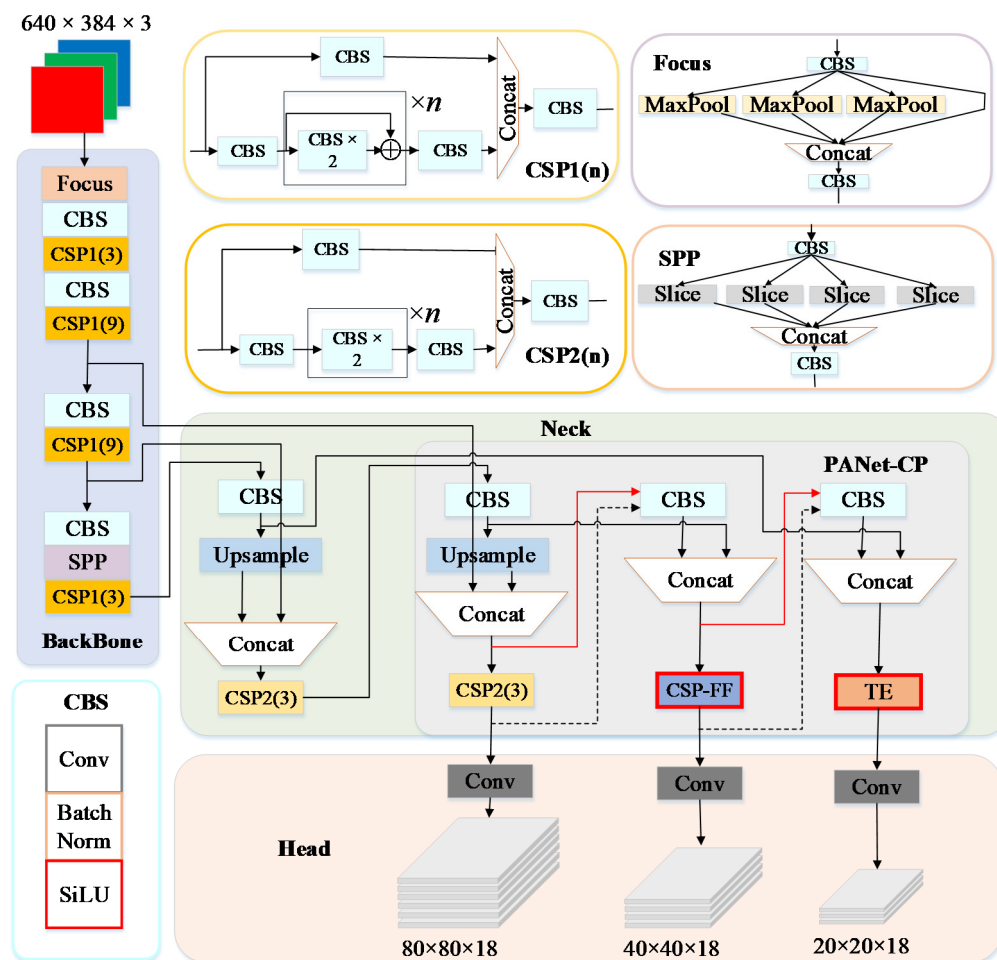 640 × 384 × 3
Focus
CBS
CSP1(3)
CBS
CSP1(9)
CBS
CSP1(9)
CBS
SPP
CSP1(3)
BackBone
CBS
CBS
CBS ×
2
×n
CBS
Concat
CBS
CSP1(n)
Focus
CBS
MaxPool
MaxPool
MaxPool
Concat
CBS
CBS
CBS
CBS ×
2
×n
CBS
Concat
CBS
CSP2(n)
SPP
CBS
Slice
Slice
Slice
Slice
Concat
CBS
Neck
PANet-CP
CBS
Upsample
Concat
CSP2(3)
CBS
Upsample
Concat
CSP2(3)
CBS
Concat
CSP-FF
CBS
Concat
TE
CBS
Conv
Batch
Norm
SiLU
Head
Conv
Conv
Conv
80×80×18
40×40×18
20×20×18